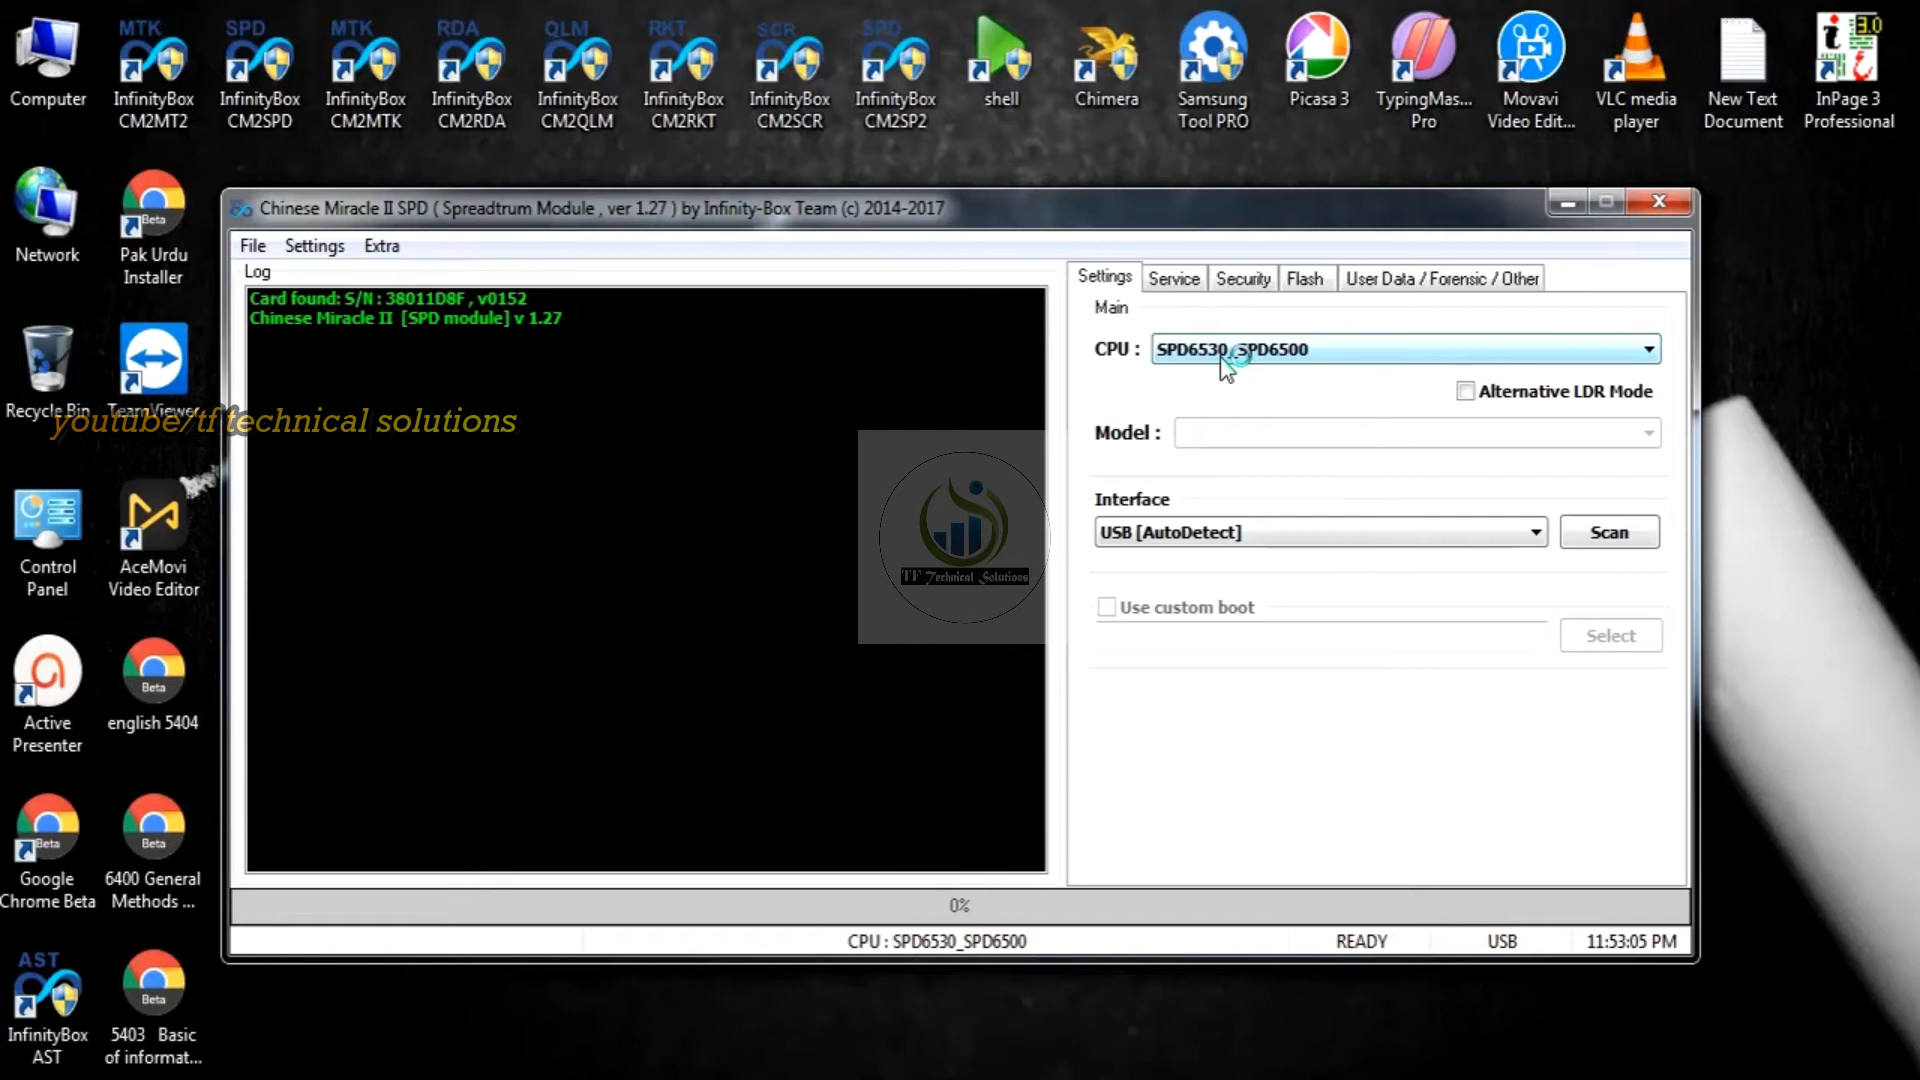 MTK
SPD
MTK
RDA
QLM
RKT
SCR
SPD
3.0
Computer
InfinityBox
CM2MT2
InfinityBox
CM2SPD
InfinityBox
CM2MTK
InfinityBox
CM2RDA
InfinityBox
CM2QLM
InfinityBox
CM2RKT
InfinityBox
CM2SCR
InfinityBox
CM2SP2
shell
Chimera
Samsung
Tool PRO
Picasa 3
TypingMas...
Pro
Movavi
Video Edit...
VLC media
player
New Text
Document
InPage 3
Professional
Network
Beta
Pak Urdu
Installer
Recycle Bin
TeamViewer
Control
Panel
AceMovi
Video Editor
Active
Presenter
Beta
english 5404
Beta
Google
Chrome Beta
Beta
6400 General
Methods ...
AST
InfinityBox
AST
Beta
5403 Basic
of informat...
Chinese Miracle II SPD ( Spreadtrum Module , ver 1.27 ) by Infinity-Box Team (c) 2014-2017
File Settings Extra
Log
Card found: S/N : 38011D8F , v0152
Chinese Miracle II [SPD module] v 1.27
youtube/tf technical solutions
TF Technical Solutions
Settings Service Security Flash User Data / Forensic / Other
Main
CPU : SPD6530_SPD6500
Alternative LDR Mode
Model :
Interface
USB [AutoDetect] Scan
Use custom boot
Select
0%
CPU : SPD6530_SPD6500 READY USB 11:53:05 PM